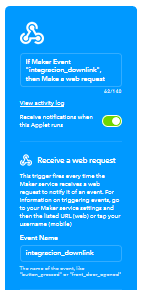 If Maker Event
"integracion_downlink",
then Make a web request
62/140
View activity log
Receive notifications when
this Applet runs
Receive a web request
This trigger fires every time the
Maker service receives a web
request to notify it of an event. For
information on triggering events, go
to your Maker service settings and
then the listed URL (web) or tap your
username (mobile)
Event Name
integracion_downlink
The name of the event, like
"button_pressed" or "front_door_opened"